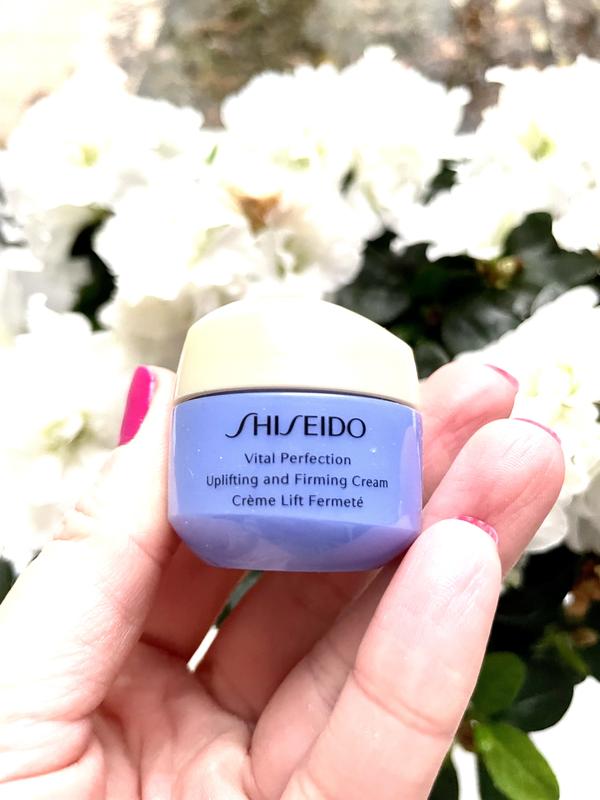 SHISEIDO
Vital Perfection
Uplifting and Firming Cream
Crème Lift Fermeté